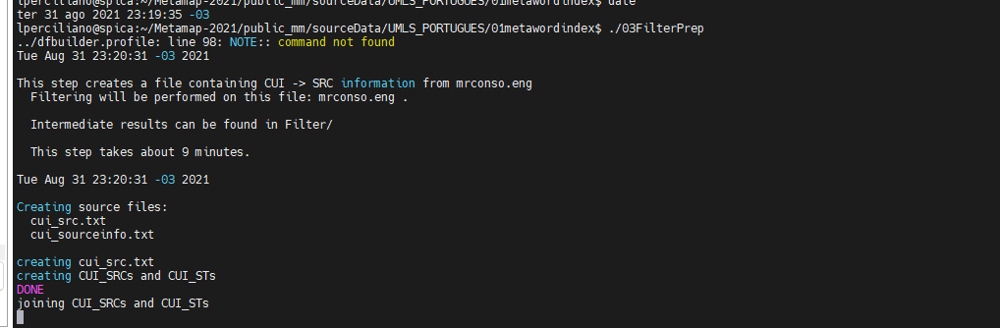 lperciliano@spica:~/Metamap-2021/public_mm/sourceData/UMLS_PORTUGUES/01metawordindex$ date
ter 31 ago 2021 23:19:35 -03
lperciliano@spica:~/Metamap-2021/public_mm/sourceData/UMLS_PORTUGUES/01metawordindex$ ./03FilterPrep
../dfbuilder.profile: line 98: NOTE:: command not found
Tue Aug 31 23:20:31 -03 2021
This step creates a file containing CUI -> SRC information from mrconso.eng
Filtering will be performed on this file: mrconso.eng .
Intermediate results can be found in Filter/
This step takes about 9 minutes.
Tue Aug 31 23:20:31 -03 2021
Creating source files:
cui_src.txt
cui_sourceinfo.txt
creating cui_src.txt
creating CUI_SRCs and CUI_STs
DONE
joining CUI_SRCs and CUI_STs